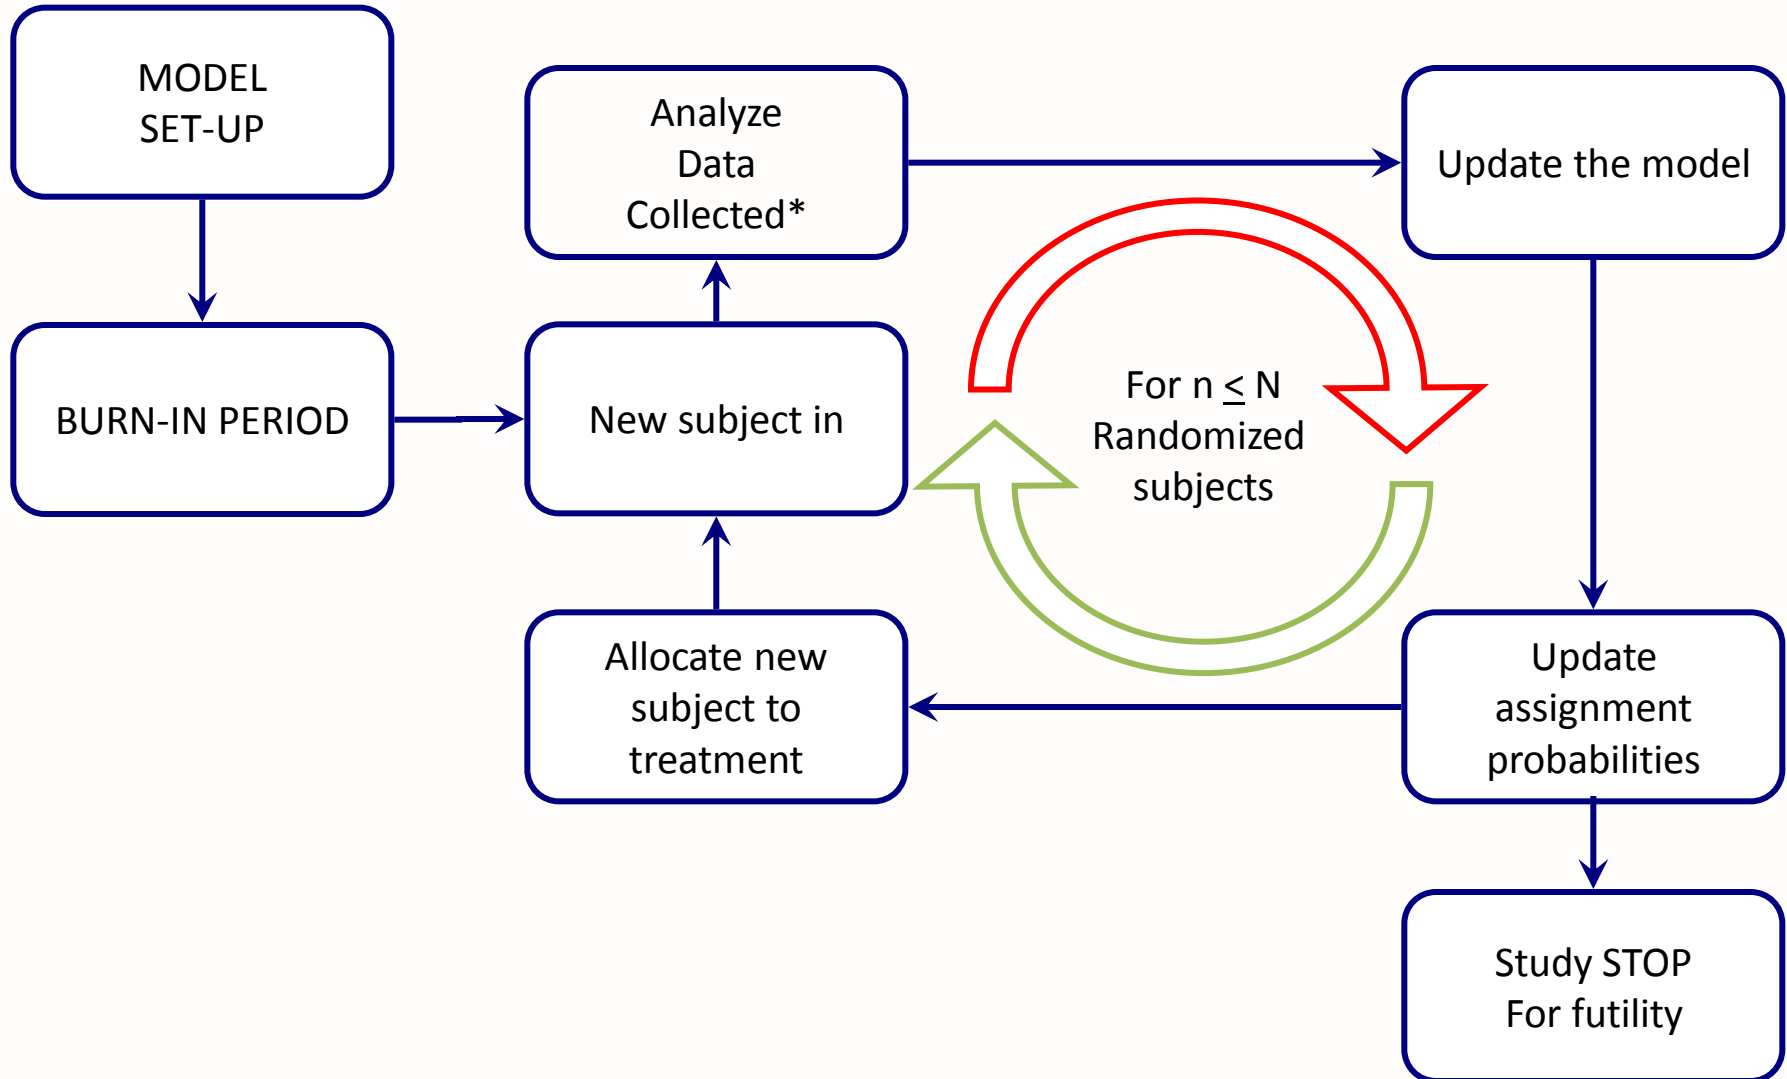 MODEL
SET-UP
BURN-IN PERIOD
New subject in
Analyze
Data
Collected*
Update the model
For n ≤ N
Randomized
subjects
Update
assignment
probabilities
Allocate new
subject to
treatment
Study STOP
For futility